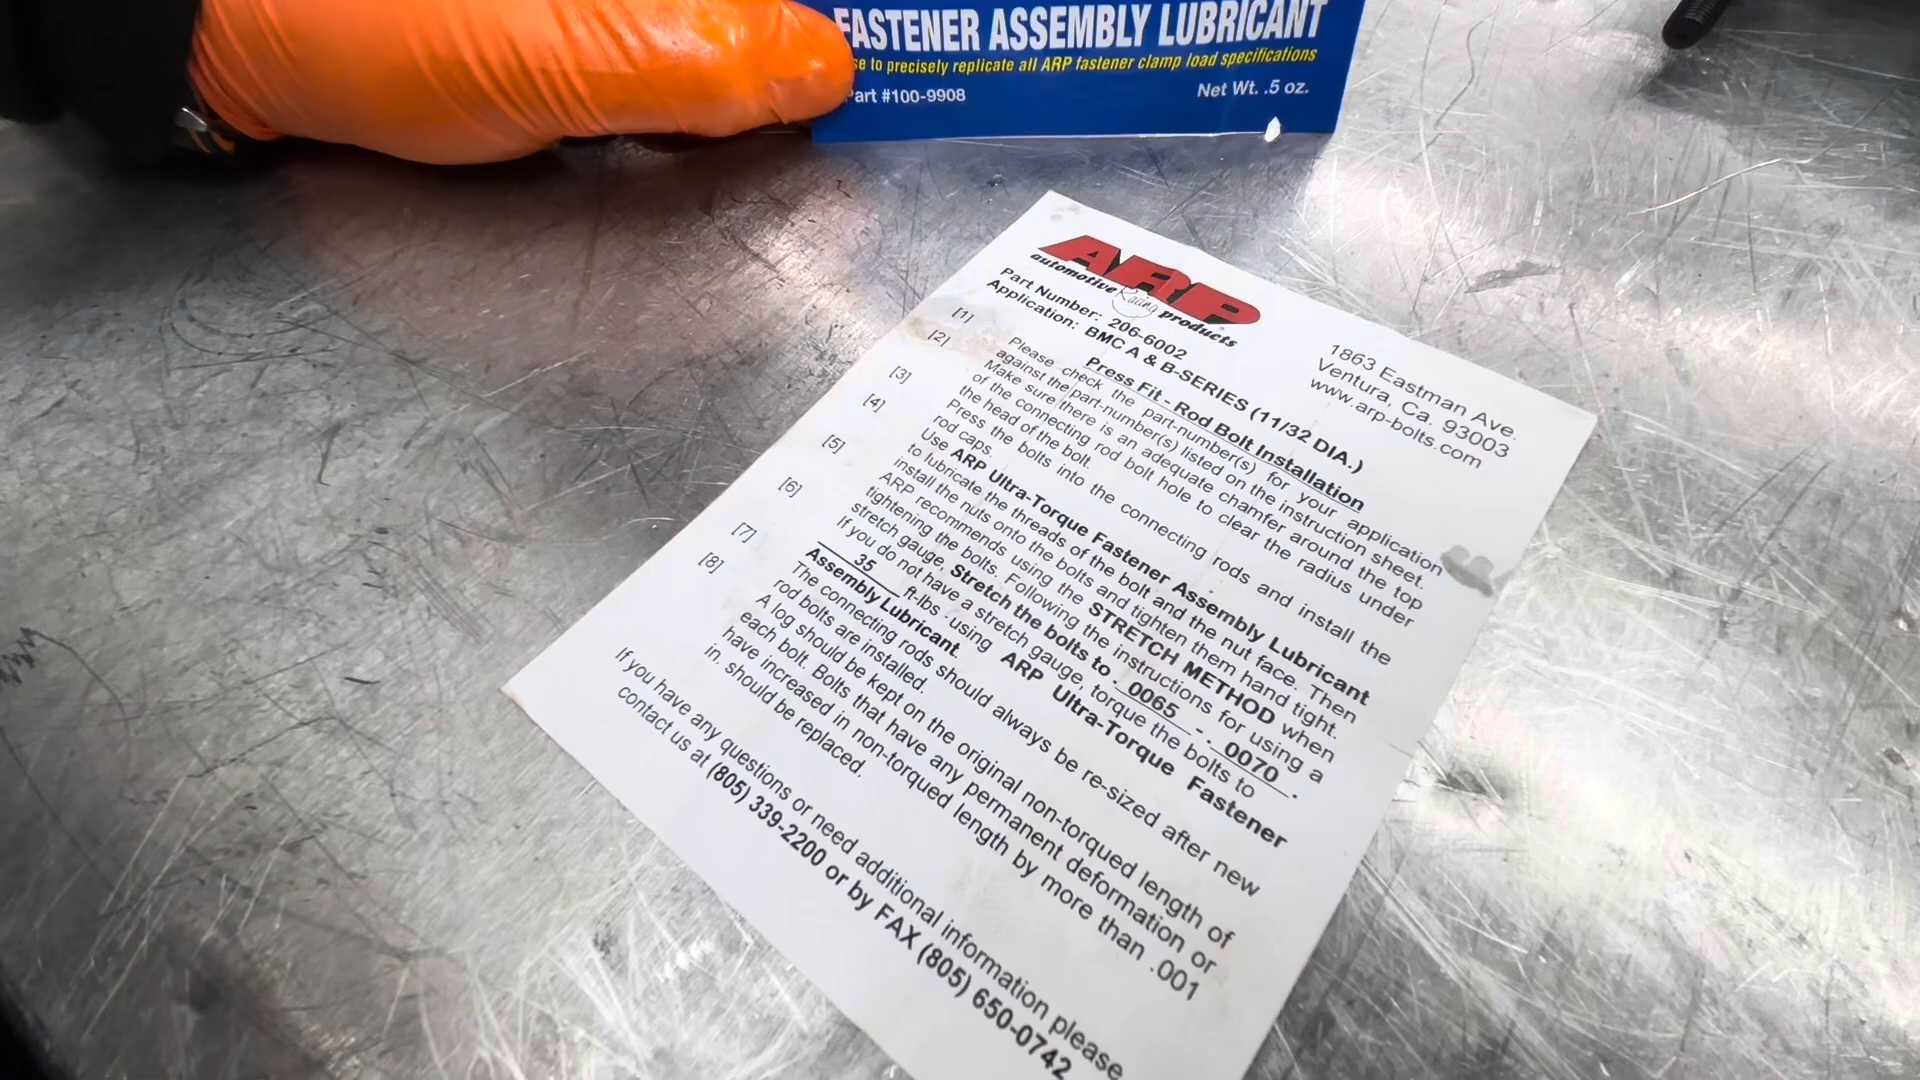 FASTENER ASSEMBLY LUBRICANT
to precisely replicate all ARP fastener clamp load specifications
Part #100-9908
Net Wt. .5 oz.
ARP
automotive Racing products
1863 Eastman Ave.
Ventura, Ca. 93003
www.arp-bolts.com
Part Number: 206-6002
Application: BMC A & B-SERIES (11/32 DIA.)
Press Fit - Rod Bolt Installation
[1] Please check the part-number(s) for your application
against the part-number(s) listed on the instruction sheet.
[2] Make sure there is an adequate chamfer around the top
of the connecting rod bolt hole to clear the radius under
the head of the bolt.
[3] Press the bolts into the connecting rods and install the
rod caps.
[4] Use ARP Ultra-Torque Fastener Assembly Lubricant
to lubricate the threads of the bolt and the nut face. Then
install the nuts onto the bolts and tighten them hand tight.
[5] ARP recommends using the STRETCH METHOD when
tightening the bolts. Following the instructions for using a
stretch gauge, Stretch the bolts to .0065 - .0070.
[6] If you do not have a stretch gauge, torque the bolts to
35 ft-lbs. using ARP Ultra-Torque Fastener
Assembly Lubricant.
[7] The connecting rods should always be re-sized after new
rod bolts are installed.
[8] A log should be kept on the original non-torqued length of
each bolt. Bolts that have any permanent deformation or
have increased in non-torqued length by more than .001
in. should be replaced.
If you have any questions or need additional information please
contact us at (805) 339-2200 or by FAX (805) 650-0742